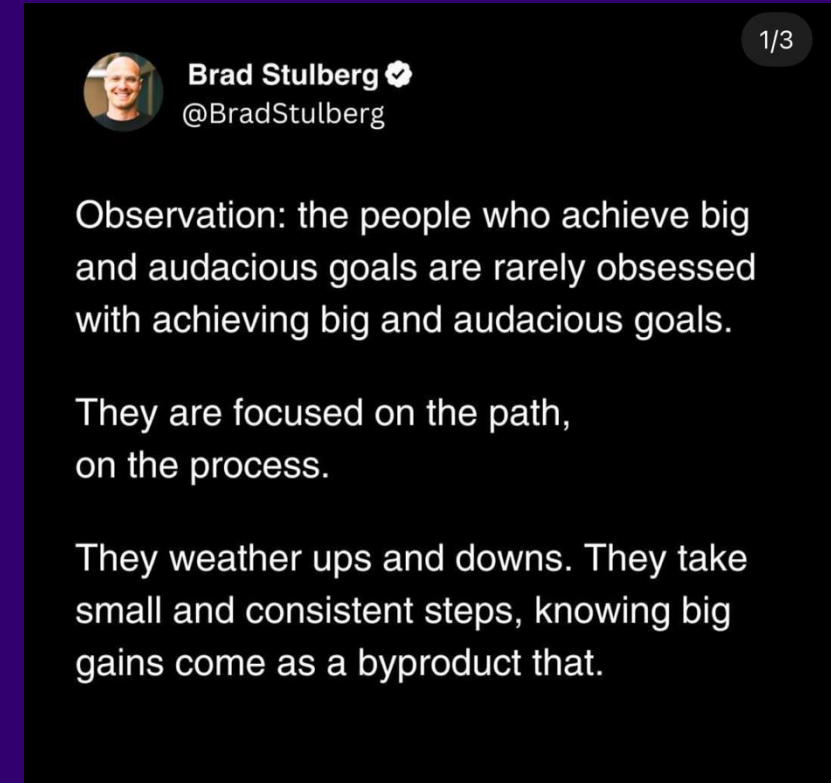 1/3
Brad Stulberg
@BradStulberg
Observation: the people who achieve big
and audacious goals are rarely obsessed
with achieving big and audacious goals.
They are focused on the path,
on the process.
They weather ups and downs. They take
small and consistent steps, knowing big
gains come as a byproduct that.